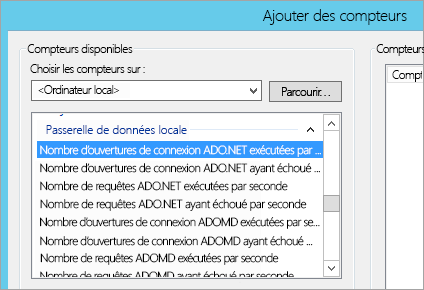 Ajouter des compteurs
Compteurs disponibles
Choisir les compteurs sur :
<Ordinateur local>
Parcourir...
Passerelle de données locale
Nombre d'ouvertures de connexion ADO.NET exécutées par ...
Nombre d'ouvertures de connexion ADO.NET ayant échoué ...
Nombre de requêtes ADO.NET exécutées par seconde
Nombre de requêtes ADO.NET ayant échoué par seconde
Nombre d'ouvertures de connexion ADOMD exécutées par se...
Nombre d'ouvertures de connexion ADOMD ayant échoué ...
Nombre de requêtes ADOMD exécutées par seconde
Nombre de requêtes ADOMD ayant échoué par seconde
Compteurs
Compt